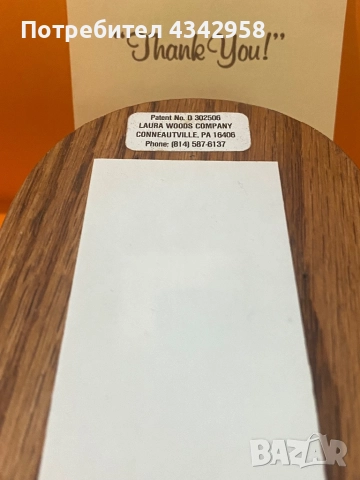 Потребител 4342958
"Thank You!"
Patent No. D 302506
LAURA WOODS COMPANY
CONNEAUTVILLE, PA 16406
Phone: (814) 587-6137
BAZAR